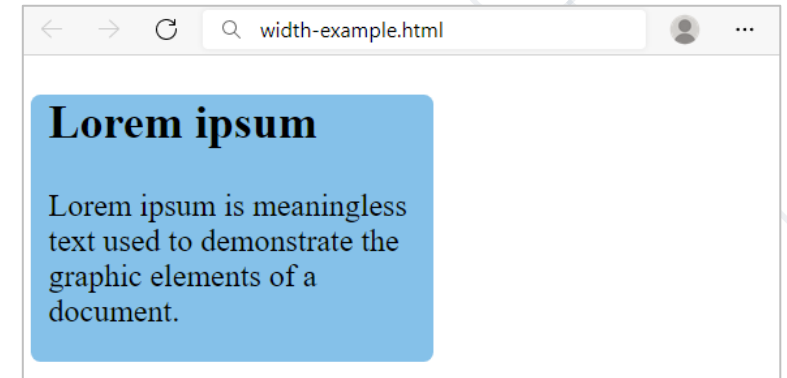 width-example.html
Lorem ipsum
Lorem ipsum is meaningless
text used to demonstrate the
graphic elements of a
document.